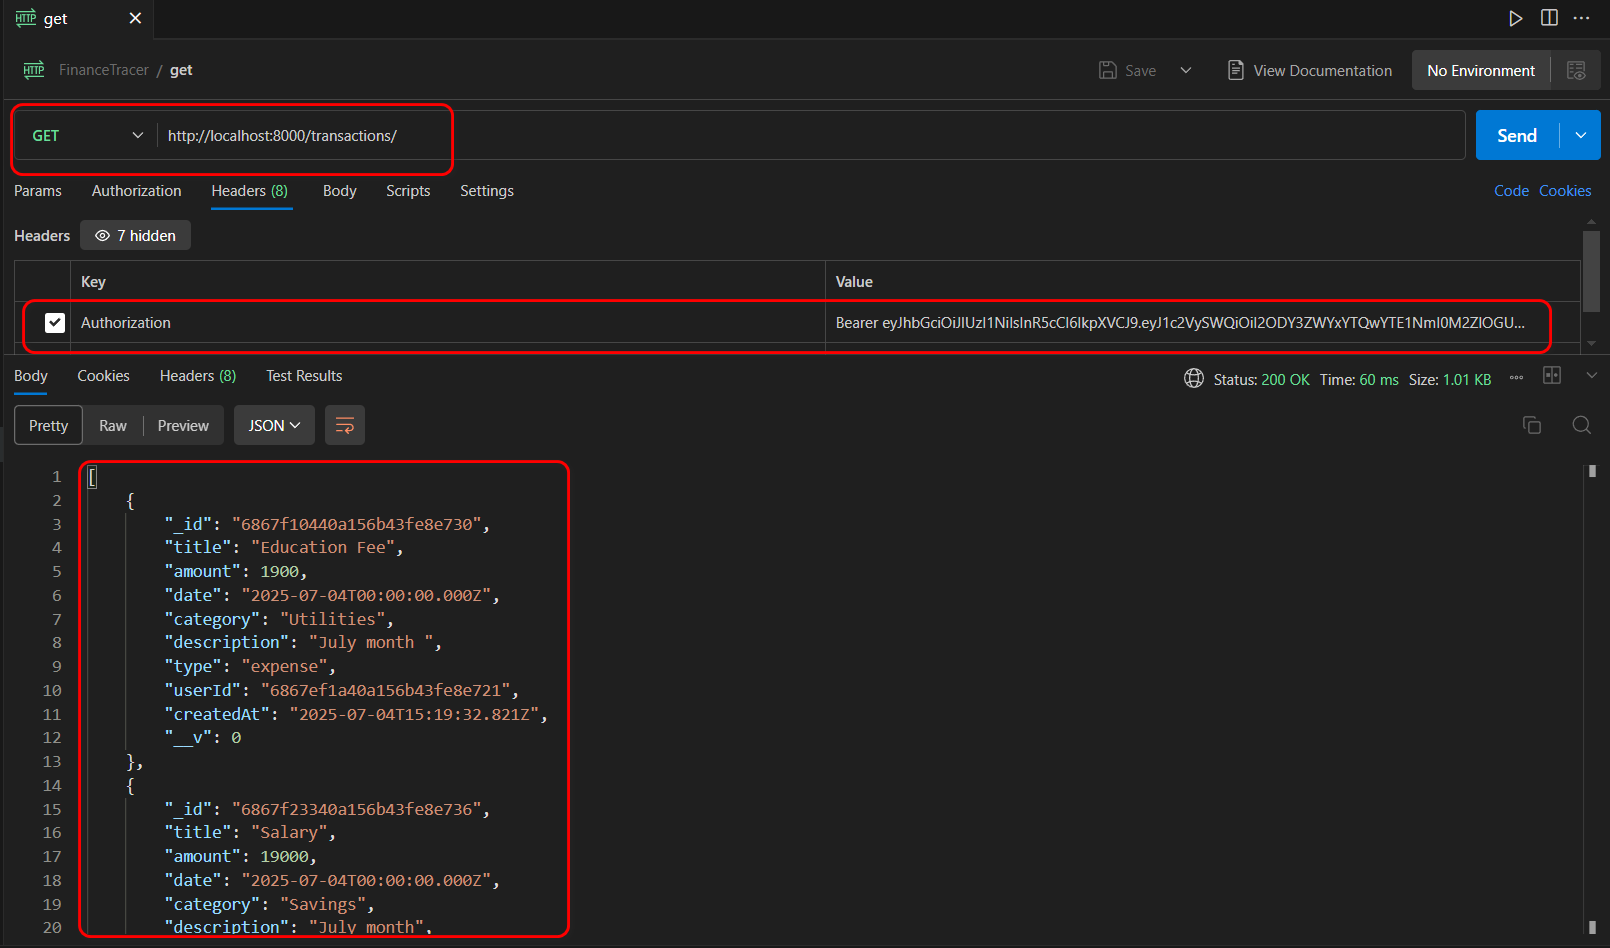 HTTP get
HTTP FinanceTracer / get
Save
View Documentation
No Environment
GET
http://localhost:8000/transactions/
Send
Params Authorization Headers (8) Body Scripts Settings
Code Cookies
Headers 7 hidden
Key Value
Authorization Bearer eyJhbGciOiJIUzI1NiIsInR5cCI6IkpXVCJ9.eyJ1c2VySWQiOiI2ODY3ZWYxYTQwYTE1NmI0M2ZlOGU...
Body Cookies Headers (8) Test Results
Status: 200 OK Time: 60 ms Size: 1.01 KB
Pretty Raw Preview JSON
1 [
2 {
3 "_id": "6867f10440a156b43fe8e730",
4 "title": "Education Fee",
5 "amount": 1900,
6 "date": "2025-07-04T00:00:00.000Z",
7 "category": "Utilities",
8 "description": "July month ",
9 "type": "expense",
10 "userId": "6867ef1a40a156b43fe8e721",
11 "createdAt": "2025-07-04T15:19:32.821Z",
12 "__v": 0
13 },
14 {
15 "_id": "6867f23340a156b43fe8e736",
16 "title": "Salary",
17 "amount": 19000,
18 "date": "2025-07-04T00:00:00.000Z",
19 "category": "Savings",
20 "description": "July month",